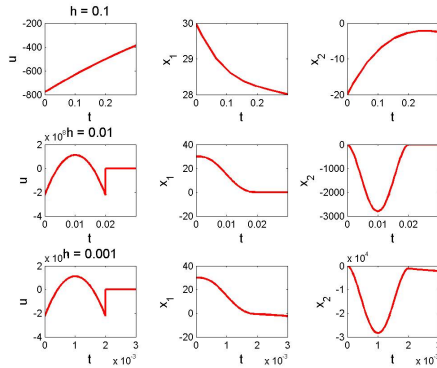 h = 0.1
-200
-400
-600
-800
u
0 0.1 0.2
t
30
29
28
x₁
0 0.1 0.2
t
0
-10
-20
x₂
0 0.1 0.2
t
x 10⁸ h = 0.01
2
0
-2
-4
u
0 0.01 0.02
t
40
20
0
-20
x₁
0 0.01 0.02
t
0
-1000
-2000
-3000
x₂
0 0.01 0.02
t
x 10 h = 0.001
2
0
-2
-4
u
0 1 2 3
t x 10⁻³
40
20
0
-20
x₁
0 1 2 3
t x 10⁻³
x 10⁴
0
-1
-2
-3
x₂
0 1 2 3
t x 10⁻³